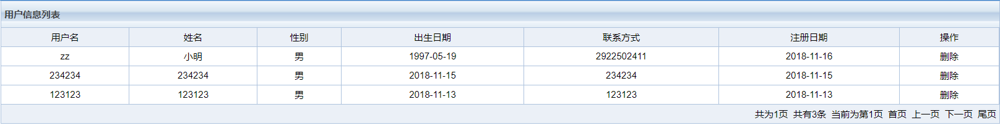 用户信息列表
用户名 姓名 性别 出生日期 联系方式 注册日期 操作
zz 小明 男 1997-05-19 2922502411 2018-11-16 删除
234234 234234 男 2018-11-15 234234 2018-11-15 删除
123123 123123 男 2018-11-13 123123 2018-11-13 删除
共为1页 共有3条 当前为第1页 首页 上一页 下一页 尾页